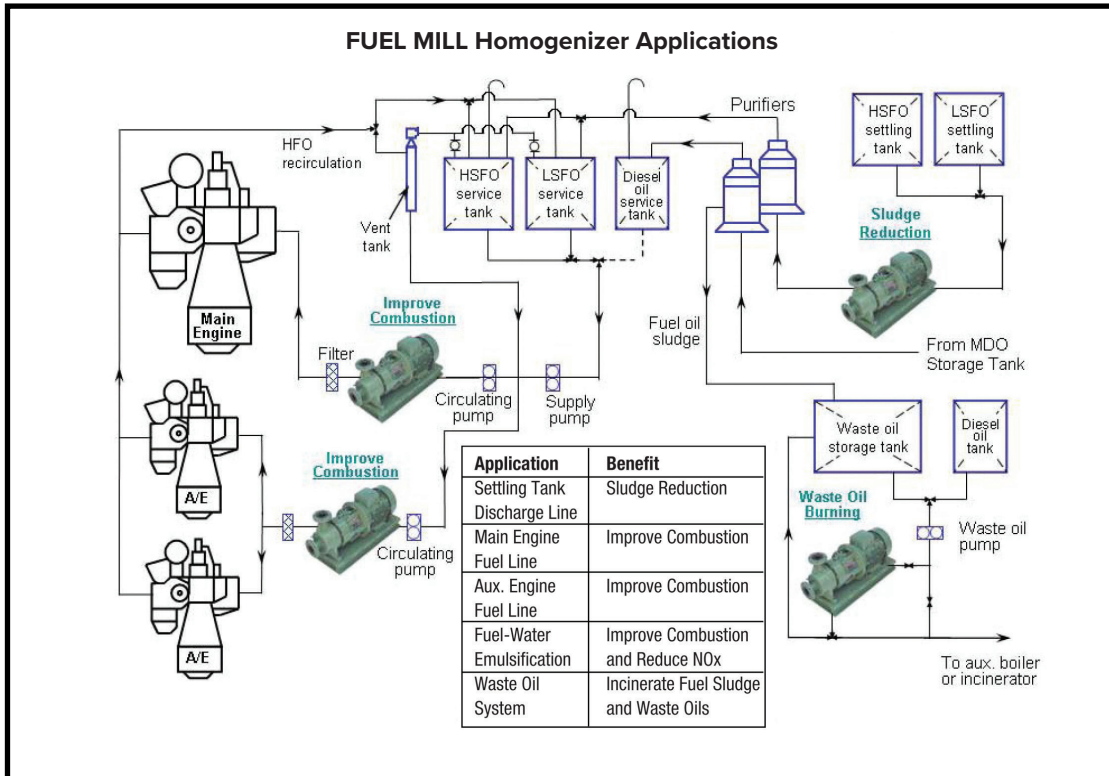 FUEL MILL Homogenizer Applications
HFO
recirculation
Vent
tank
HSFO
service
tank
LSFO
service
tank
Diesel
oil
service
tank
Purifiers
HSFO
settling
tank
LSFO
settling
tank
Sludge
Reduction
Main
Engine
Filter
Improve
Combustion
Circulating
pump
Supply
pump
Fuel oil
sludge
From MDO
Storage Tank
A/E
Improve
Combustion
Circulating
pump
A/E
Waste oil
storage tank
Diesel
oil
tank
Waste Oil
Burning
Waste oil
pump
To aux. boiler
or incinerator
Application Benefit
Settling Tank Sludge Reduction
Discharge Line
Main Engine Improve Combustion
Fuel Line
Aux. Engine Improve Combustion
Fuel Line
Fuel-Water Improve Combustion
Emulsification and Reduce NOx
Waste Oil Incinerate Fuel Sludge
System and Waste Oils